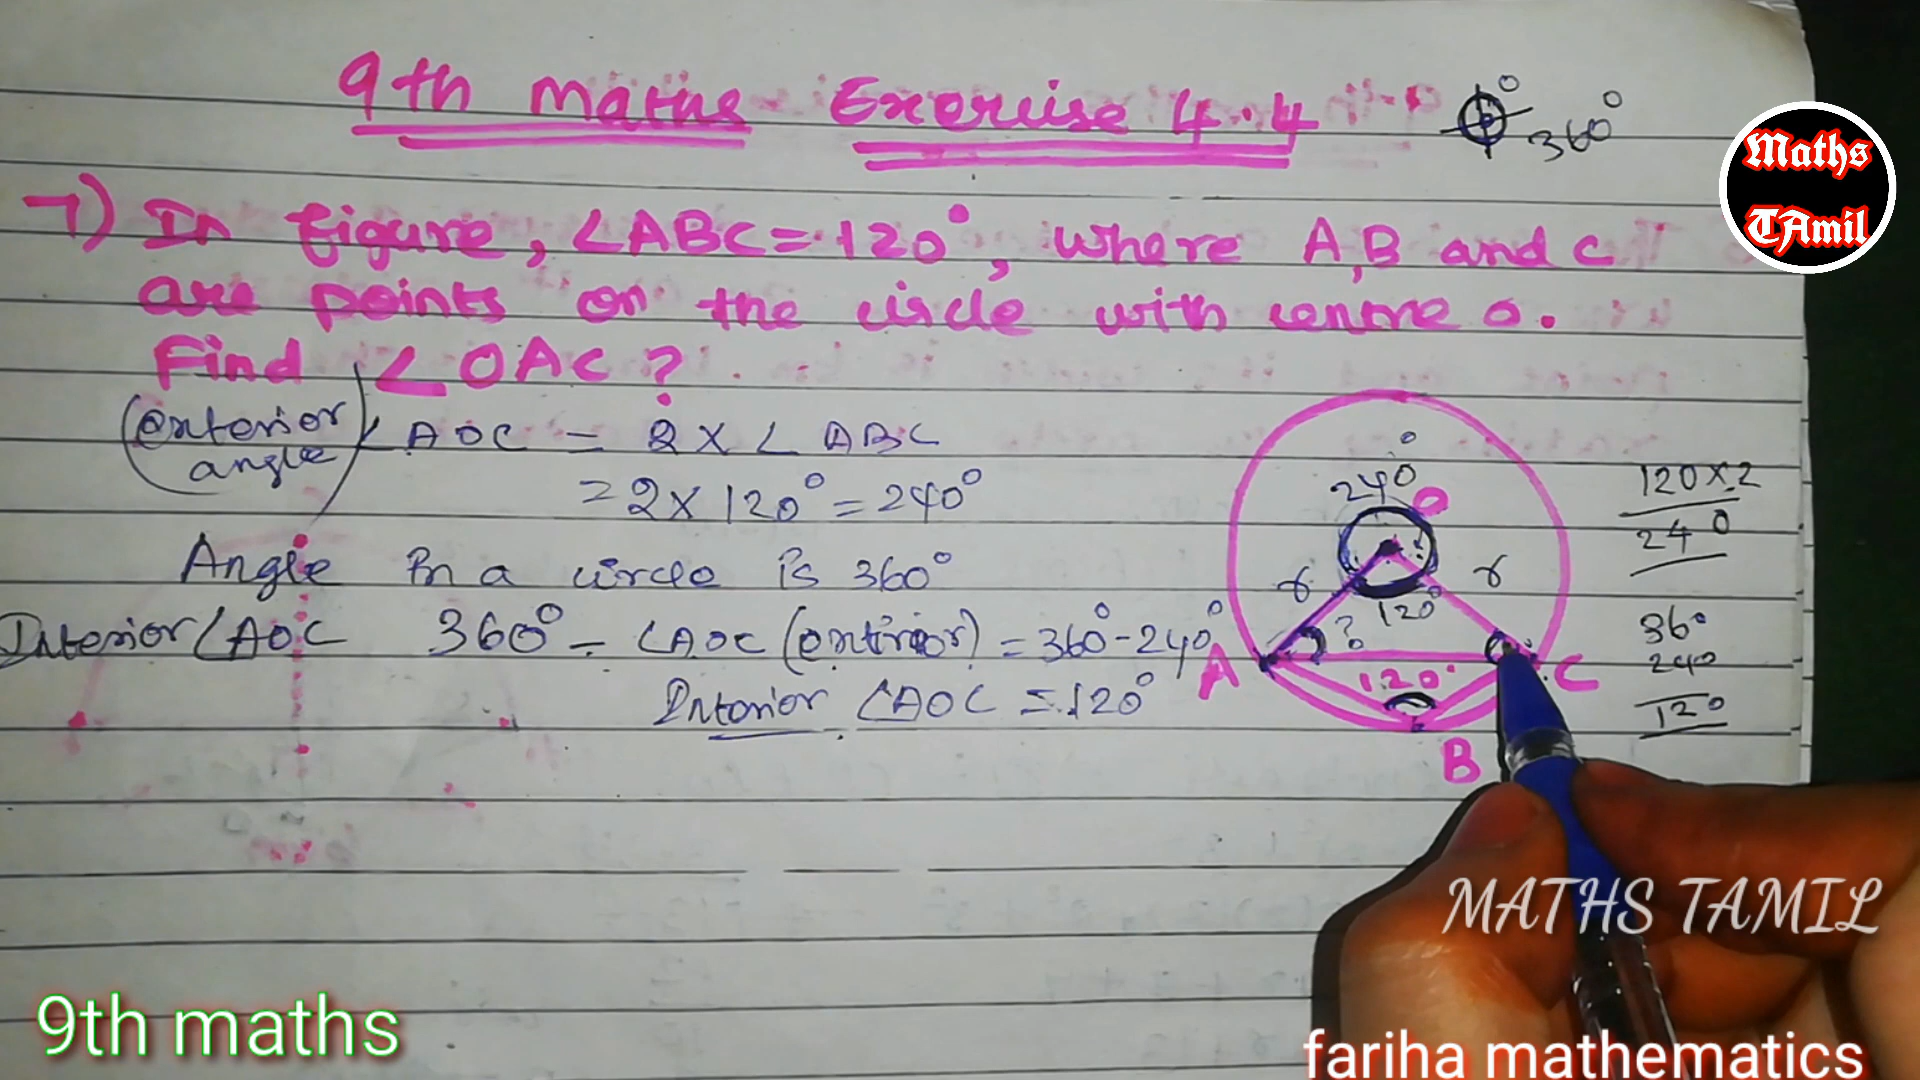 9th Maths Exercise 4.4
360°
Maths
TAmil
7) In figure, ∠ABC = 120°, where A,B and C
are points on the circle with centre O.
Find ∠OAC ?
(exterior angle) ∠AOC = 2 X ∠ABC
= 2 X 120° = 240°
Angle in a circle is 360°
Interior ∠AOC 360° - ∠AOC (exterior) = 360° - 240°
Interior ∠AOC = 120°
240°
O
r
r
120°
?
A
C
120°
B
120 X 2
240
360
240
120
MATHS TAMIL
9th maths
fariha mathematics